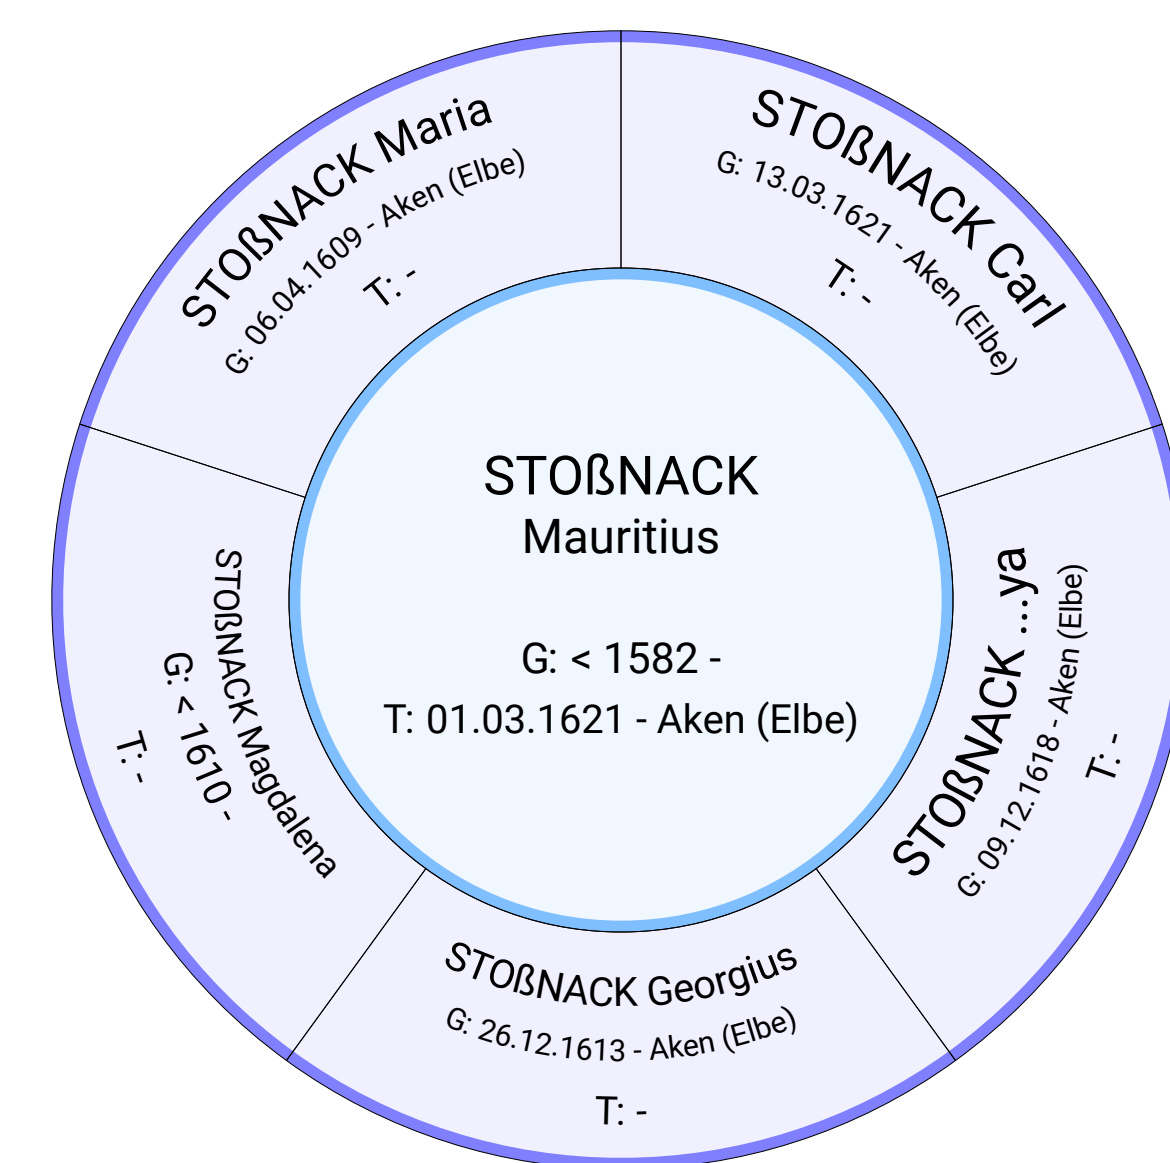 STOßNACK Maria
G: 06.04.1609 - Aken (Elbe)
T: -
STOßNACK Carl
G: 13.03.1621 - Aken (Elbe)
T: -
STOßNACK
Mauritius
G: < 1582 -
T: 01.03.1621 - Aken (Elbe)
STOßNACK Magdalena
G: < 1610 -
T: -
STOßNACK ...ya
G: 09.12.1618 - Aken (Elbe)
T: -
STOßNACK Georgius
G: 26.12.1613 - Aken (Elbe)
T: -